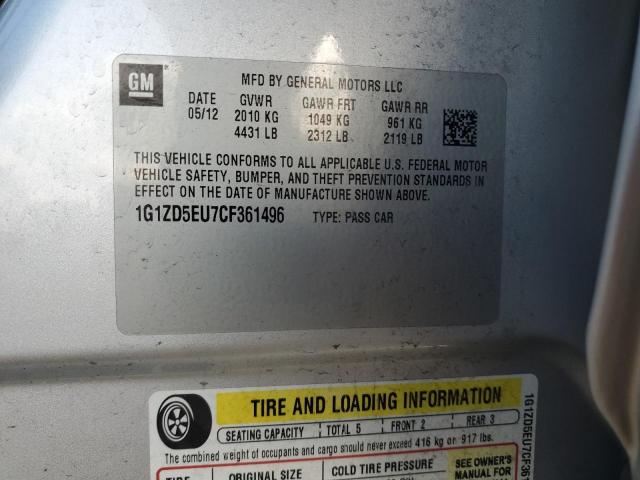 GM
MFD BY GENERAL MOTORS LLC
DATE GVWR GAWR FRT GAWR RR
05/12 2010 KG 1049 KG 961 KG
4431 LB 2312 LB 2119 LB
THIS VEHICLE CONFORMS TO ALL APPLICABLE U.S. FEDERAL MOTOR
VEHICLE SAFETY, BUMPER, AND THEFT PREVENTION STANDARDS IN
EFFECT ON THE DATE OF MANUFACTURE SHOWN ABOVE.
1G1ZD5EU7CF361496 TYPE: PASS CAR
TIRE AND LOADING INFORMATION
SEATING CAPACITY TOTAL 5 FRONT 2 REAR 3
The combined weight of occupants and cargo should never exceed 416 kg or 917 lbs.
TIRE ORIGINAL SIZE COLD TIRE PRESSURE
SEE OWNER'S
MANUAL FOR
1G1ZD5EU7CF361